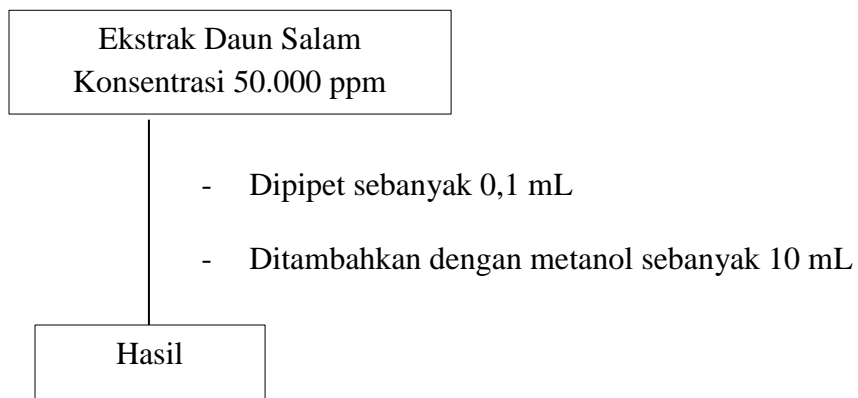 Ekstrak Daun Salam
Konsentrasi 50.000 ppm
- Dipipet sebanyak 0,1 mL
- Ditambahkan dengan metanol sebanyak 10 mL
Hasil